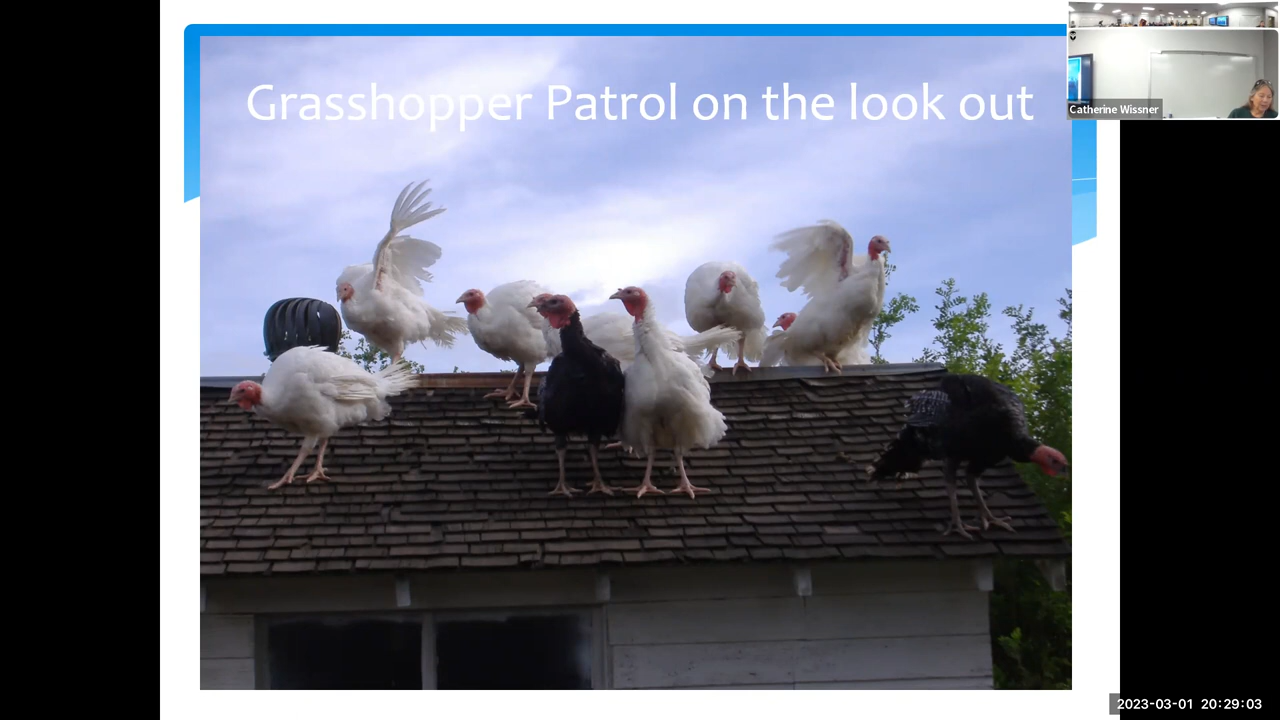 Grasshopper Patrol on the look out
Catherine Wissner
2023-03-01 20:29:03